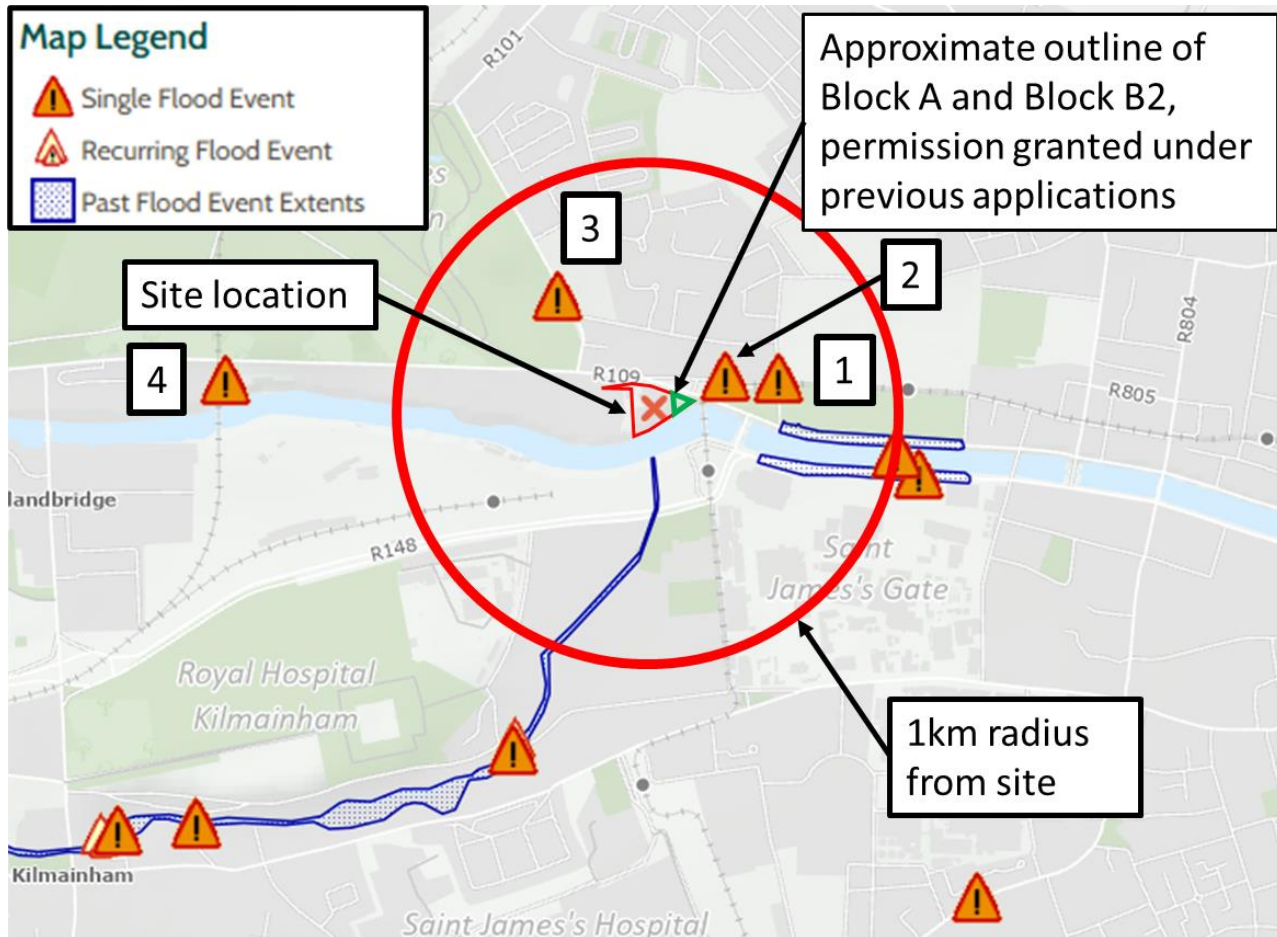 Map Legend
Single Flood Event
Recurring Flood Event
Past Flood Event Extents
R101
Approximate outline of
Block A and Block B2,
permission granted under
previous applications
3
2
Site location
4
1
R109
R804
R805
landbridge
R148
Saint
James's Gate
Royal Hospital
Kilmainham
1km radius
from site
Kilmainham
Saint James's Hospital